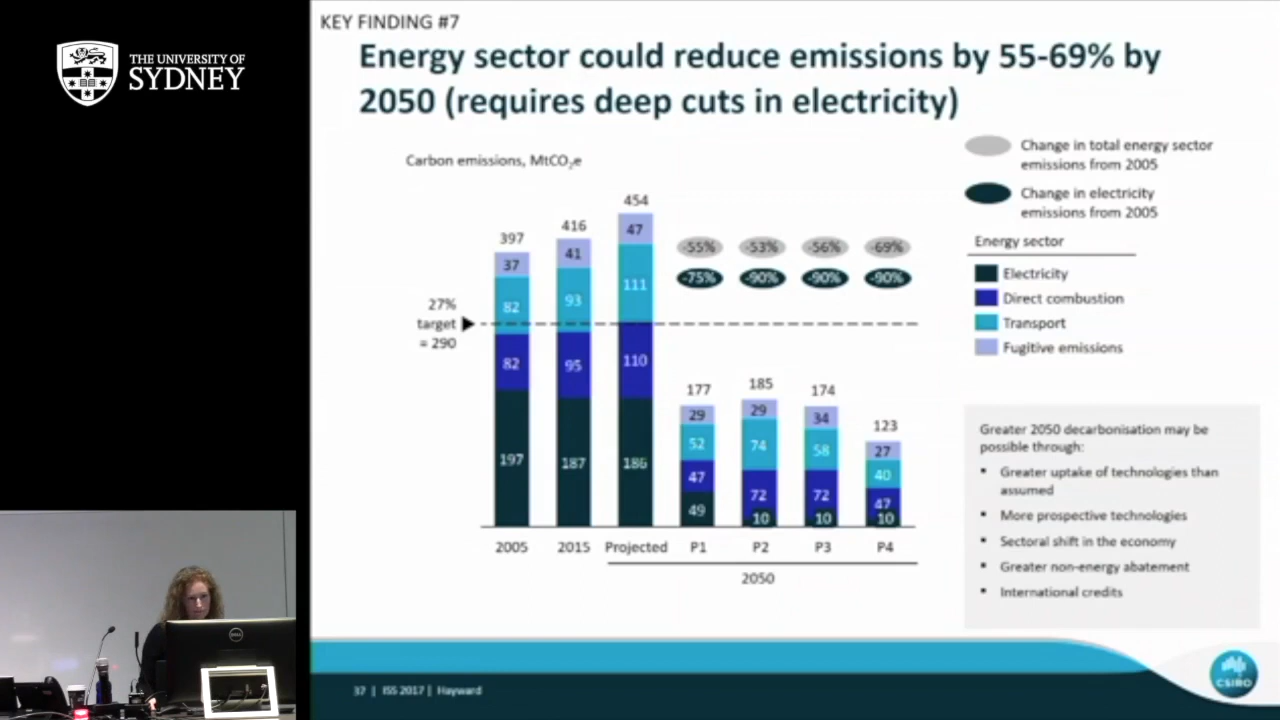 KEY FINDING #7
THE UNIVERSITY OF
SYDNEY
Energy sector could reduce emissions by 55-69% by
2050 (requires deep cuts in electricity)
Carbon emissions, MtCO₂e
Change in total energy sector
emissions from 2005
Change in electricity
emissions from 2005
Energy sector
Electricity
Direct combustion
Transport
Fugitive emissions
27%
target
= 290
397
37
82
82
197
416
41
93
95
187
454
47
111
110
186
-55%
-53%
-56%
-69%
-75%
-90%
-90%
-90%
177
29
52
47
49
185
29
74
72
10
174
34
58
72
10
123
27
40
47
10
2005
2015
Projected
P1
P2
P3
P4
2050
Greater 2050 decarbonisation may be
possible through:
▪ Greater uptake of technologies than
assumed
▪ More prospective technologies
▪ Sectoral shift in the economy
▪ Greater non-energy abatement
▪ International credits
37 | ISS 2017 | Hayward
CSIRO
DELL